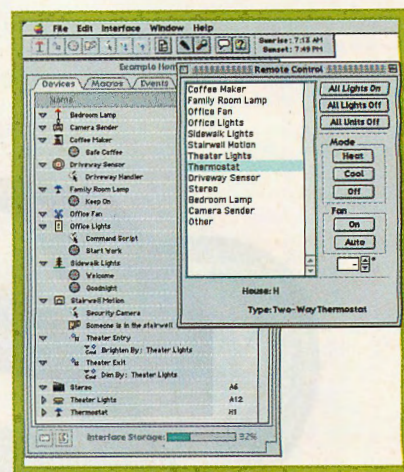 File Edit Interface Window Help
Sunrise: 7:13 AM
Sunset: 7:49 PM
Example Hom
Devices Macros Events
Name
Bedroom Lamp
Camera Sender
Coffee Maker
Safe Coffee
Driveway Sensor
Driveway Handler
Family Room Lamp
Keep On
Office Fan
Office Lights
Command Script
Start Work
Sidewalk Lights
Welcome
Goodnight
Stairwell Motion
Security Camera
Someone is in the stairwell
Theater Entry
Brighten By: Theater Lights
Theater Exit
Dim By: Theater Lights
Stereo A6
Theater Lights A12
Thermostat H1
Interface Storage: 32%
Remote Control
Coffee Maker
Family Room Lamp
Office Fan
Office Lights
Sidewalk Lights
Stairwell Motion
Theater Lights
Thermostat
Driveway Sensor
Stereo
Bedroom Lamp
Camera Sender
Other
All Lights On
All Lights Off
All Units Off
Mode
Heat
Cool
Off
Fan
On
Auto
House: H
Type: Two-Way Thermostat